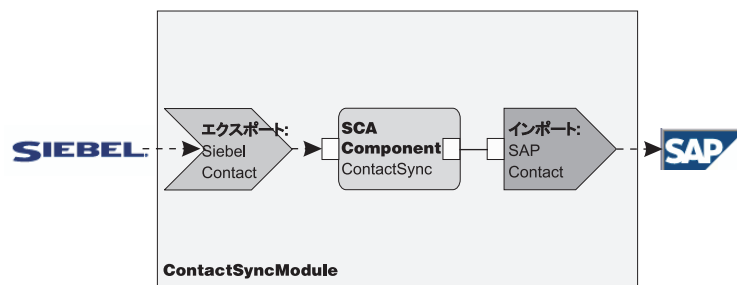 SIEBEL.
エクスポート:
Siebel
Contact
SCA
Component
ContactSync
インポート:
SAP
Contact
SAP
ContactSyncModule